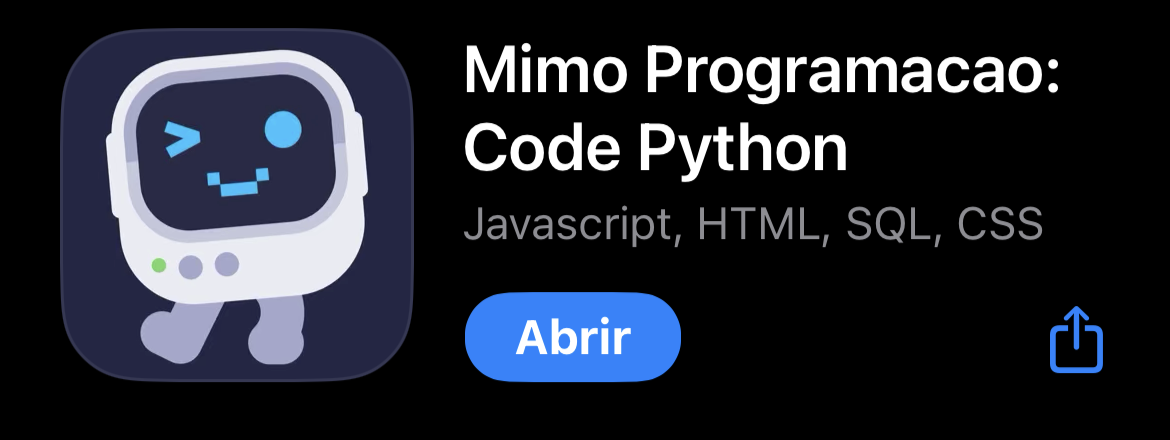 Mimo Programacao:
Code Python
Javascript, HTML, SQL, CSS
Abrir